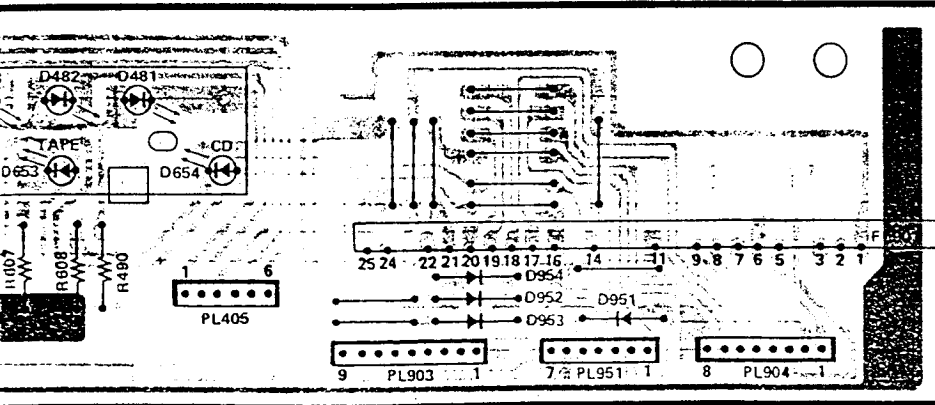 D482 D481
TAPE CD
D653 D654
25 24 22 21 20 19 18 17 16 14 11 9 8 7 6 5 3 2 1 F
R607 R608 R490
D954
D952
D953
D951
1 6
PL405
9 PL903 1
7 PL951 1
8 PL904 1